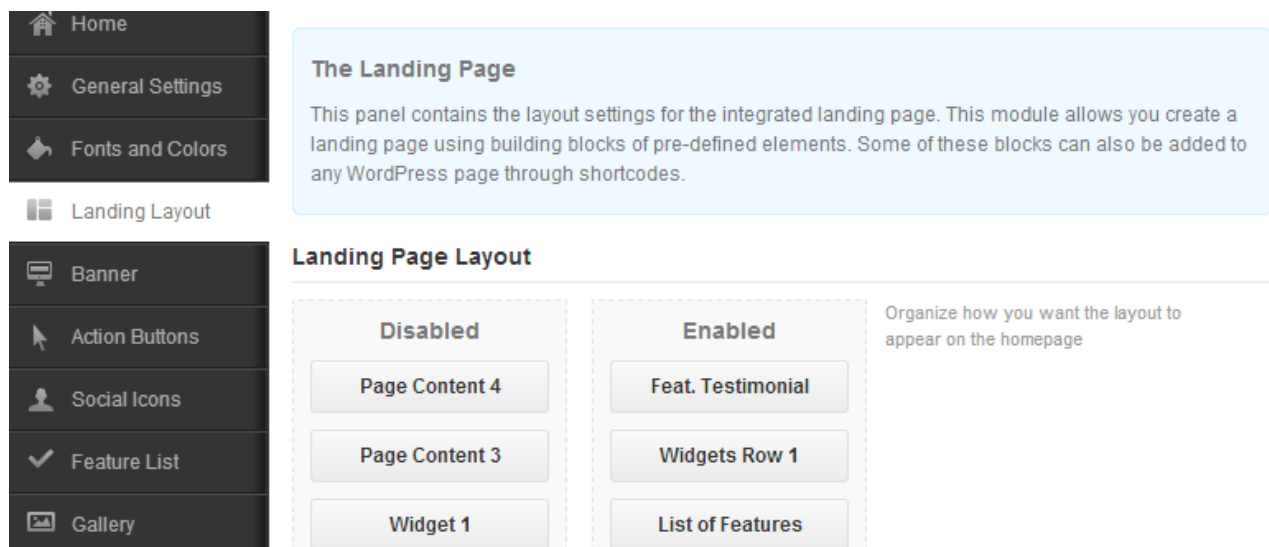 Home
General Settings
Fonts and Colors
Landing Layout
Banner
Action Buttons
Social Icons
Feature List
Gallery
The Landing Page
This panel contains the layout settings for the integrated landing page. This module allows you create a
landing page using building blocks of pre-defined elements. Some of these blocks can also be added to
any WordPress page through shortcodes.
Landing Page Layout
Disabled
Page Content 4
Page Content 3
Widget 1
Enabled
Feat. Testimonial
Widgets Row 1
List of Features
Organize how you want the layout to
appear on the homepage